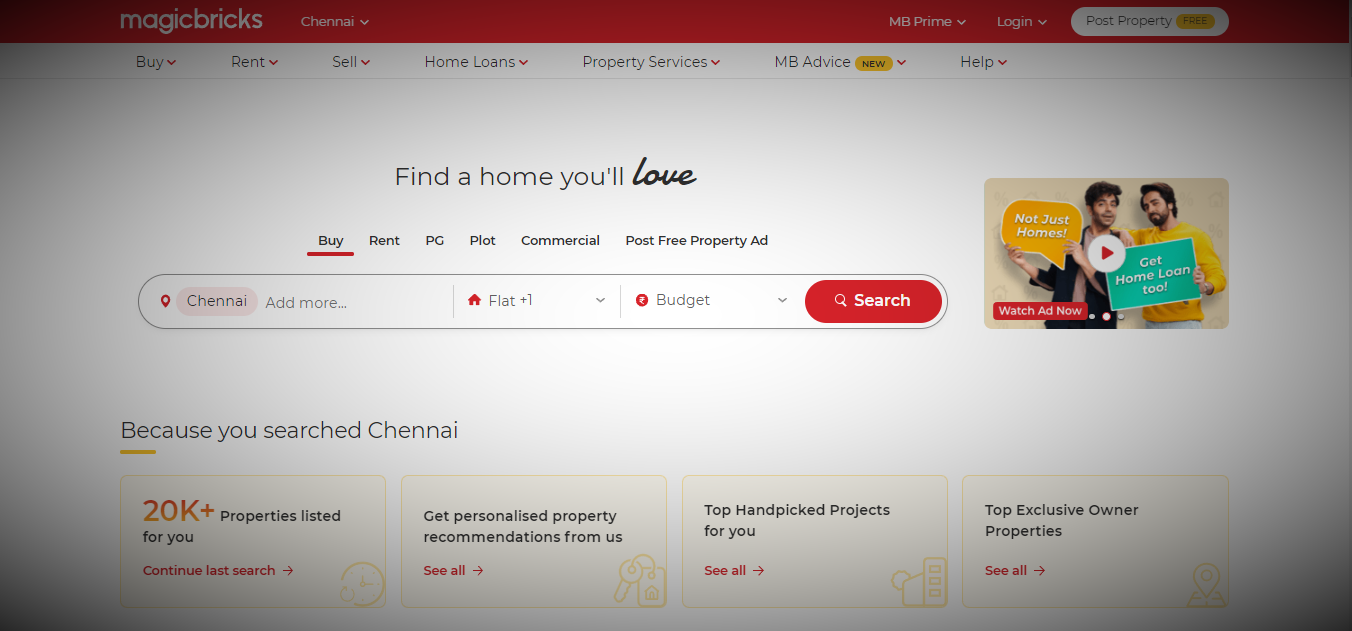 magicbricks
Chennai
MB Prime
Login
Post Property FREE
Buy
Rent
Sell
Home Loans
Property Services
MB Advice NEW
Help
Find a home you'll love
Buy
Rent
PG
Plot
Commercial
Post Free Property Ad
Chennai
Add more...
Flat +1
Budget
Search
Not Just
Homes!
Get
Home Loan
too!
Watch Ad Now
Because you searched Chennai
20K+ Properties listed
for you
Continue last search
Get personalised property
recommendations from us
See all
Top Handpicked Projects
for you
See all
Top Exclusive Owner
Properties
See all